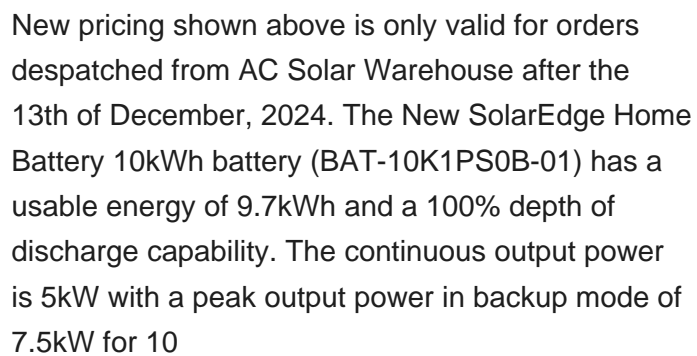 New pricing shown above is only valid for orders
despatched from AC Solar Warehouse after the
13th of December, 2024. The New SolarEdge Home
Battery 10kWh battery (BAT-10K1PS0B-01) has a
usable energy of 9.7kWh and a 100% depth of
discharge capability. The continuous output power
is 5kW with a peak output power in backup mode of
7.5kW for 10